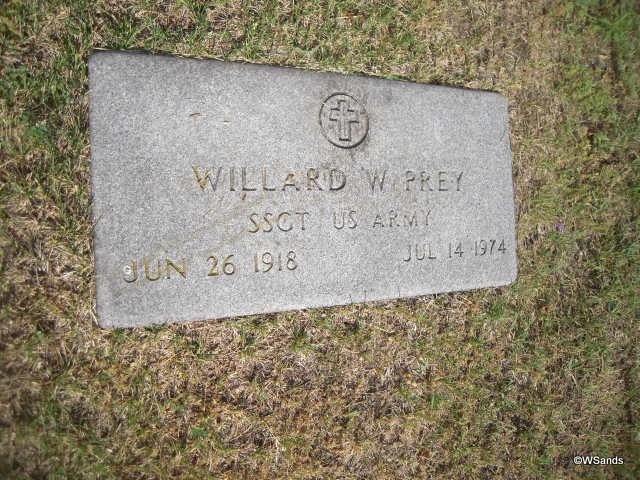 WILLARD W PREY
SSGT US ARMY
JUN 26 1918 JUL 14 1974
©WSands